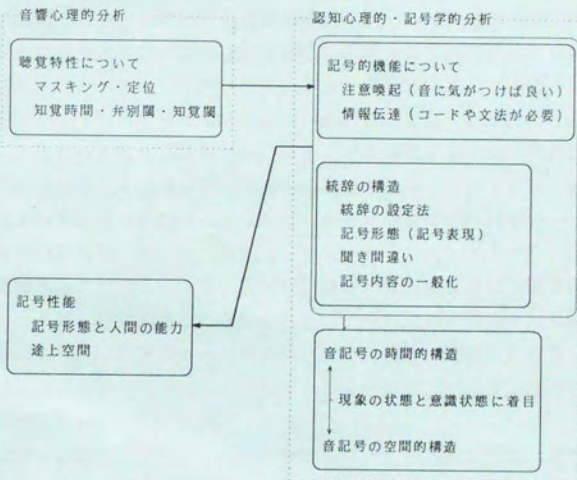 音響心理的分析
聴覚特性について
マスキング・定位
知覚時間・弁別閾・知覚閾
認知心理的・記号学的分析
記号的機能について
注意喚起（音に気がつけば良い）
情報伝達（コードや文法が必要）
統辞の構造
統辞の設定法
記号形態（記号表現）
聞き間違い
記号内容の一般化
記号性能
記号形態と人間の能力
途上空間
音記号の時間的構造
現象の状態と意識状態に着目
音記号の空間的構造